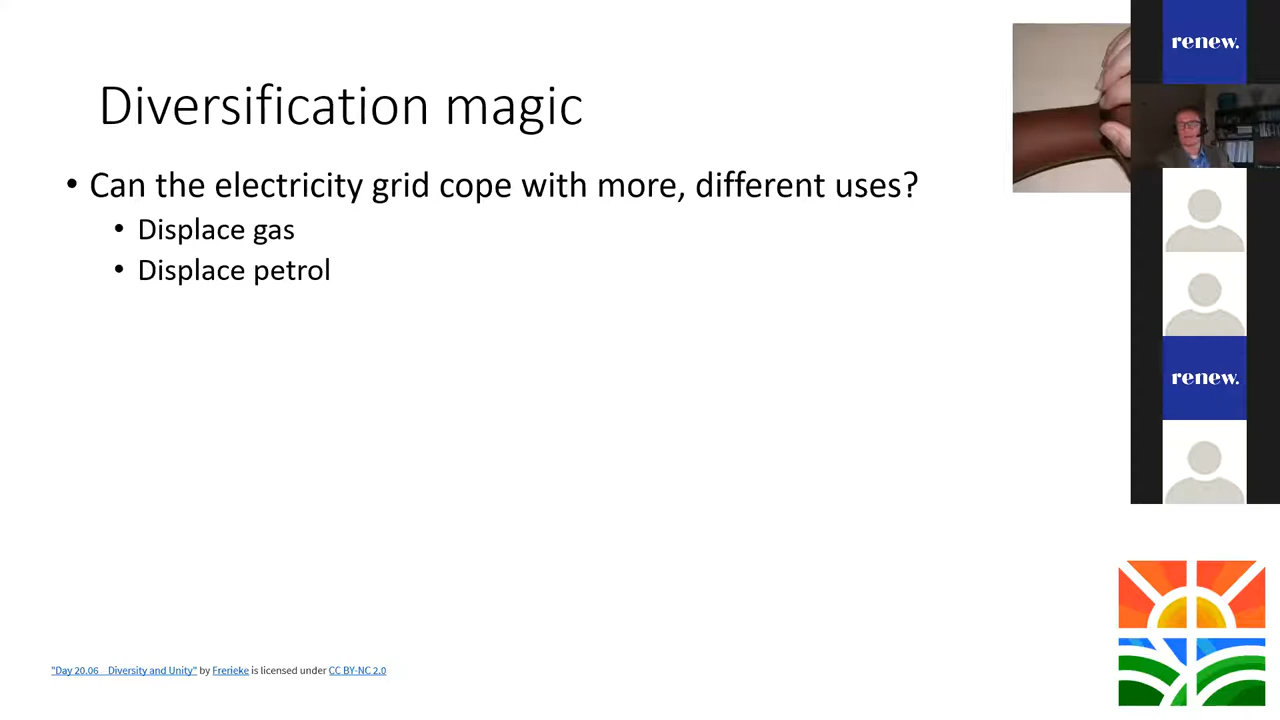 renew.
Diversification magic
• Can the electricity grid cope with more, different uses?
• Displace gas
• Displace petrol
renew.
"Day 20.06 _ Diversity and Unity" by Frerieke is licensed under CC BY-NC 2.0